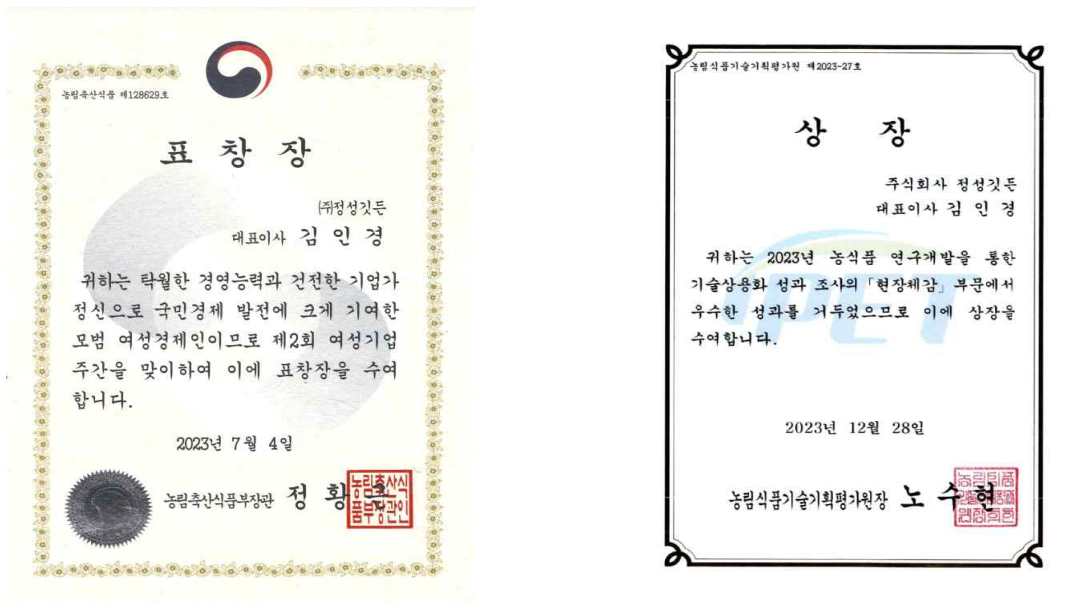 농림축산식품 제128629호
표 창 장
㈜정성깃든
대표이사 김 인 경
귀하는 탁월한 경영능력과 건전한 기업가
정신으로 국민경제 발전에 크게 기여한
모범 여성경제인이므로 제2회 여성기업
주간을 맞이하여 이에 표창장을 수여
합니다.
2023년 7월 4일
농림축산식품부장관 정 황
농림축산식
품부장관인
농림식품기술기획평가원 제2023-27호
상 장
주식회사 정성깃든
대표이사 김 인 경
귀하는 2023년 농식품 연구개발을 통한
기술상용화 성과 조사의 「현장체감」 부문에서
우수한 성과를 거두었으므로 이에 상장을
수여합니다.
iPET
2023년 12월 28일
농림식품기술기획평가원장 노 수 현